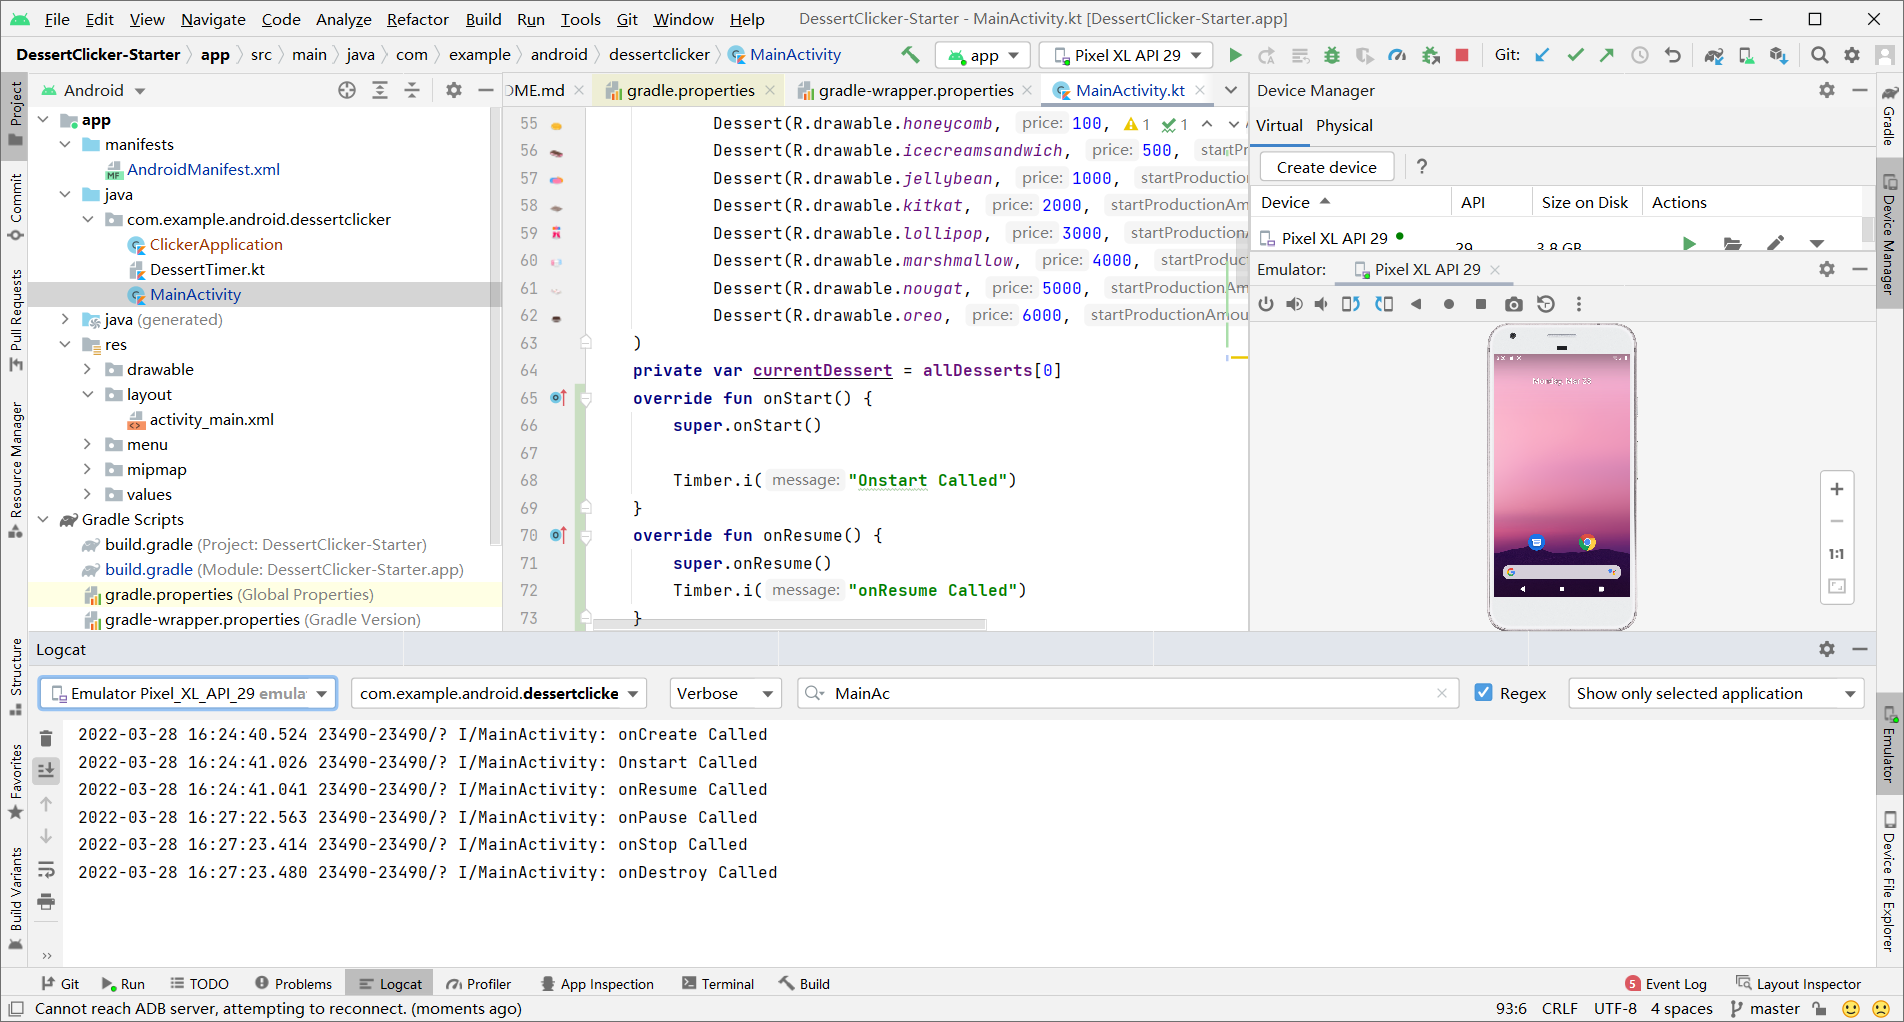 File Edit View Navigate Code Analyze Refactor Build Run Tools Git Window Help DessertClicker-Starter - MainActivity.kt [DessertClicker-Starter.app]
DessertClicker-Starter app src main java com example android dessertclicker MainActivity app Pixel XL API 29 Git:
Project
Commit
Pull Requests
Resource Manager
Structure
Favorites
Build Variants
Android
app
manifests
AndroidManifest.xml
java
com.example.android.dessertclicker
ClickerApplication
DessertTimer.kt
MainActivity
java (generated)
res
drawable
layout
activity_main.xml
menu
mipmap
values
Gradle Scripts
build.gradle (Project: DessertClicker-Starter)
build.gradle (Module: DessertClicker-Starter.app)
gradle.properties (Global Properties)
gradle-wrapper.properties (Gradle Version)
OME.md gradle.properties gradle-wrapper.properties MainActivity.kt
55 Dessert(R.drawable.honeycomb, price: 100, 1 1
56 Dessert(R.drawable.icecreamsandwich, price: 500, startPr
57 Dessert(R.drawable.jellybean, price: 1000, startProduction
58 Dessert(R.drawable.kitkat, price: 2000, startProductionAm
59 Dessert(R.drawable.lollipop, price: 3000, startProductionA
60 Dessert(R.drawable.marshmallow, price: 4000, startProduct
61 Dessert(R.drawable.nougat, price: 5000, startProductionAm
62 Dessert(R.drawable.oreo, price: 6000, startProductionAmou
63 )
64 private var currentDessert = allDesserts[0]
65 override fun onStart() {
66 super.onStart()
67
68 Timber.i( message: "Onstart Called")
69 }
70 override fun onResume() {
71 super.onResume()
72 Timber.i( message: "onResume Called")
73 }
Device Manager
Virtual Physical
Create device ?
Device API Size on Disk Actions
Pixel XL API 29 29 3.8 GB
Emulator: Pixel XL API 29
Monday, Mar 28
1:1
Gradle
Device Manager
Emulator
Device File Explorer
Logcat
Emulator Pixel_XL_API_29 emula com.example.android.dessertclicke Verbose MainAc Regex Show only selected application
2022-03-28 16:24:40.524 23490-23490/? I/MainActivity: onCreate Called
2022-03-28 16:24:41.026 23490-23490/? I/MainActivity: Onstart Called
2022-03-28 16:24:41.041 23490-23490/? I/MainActivity: onResume Called
2022-03-28 16:27:22.563 23490-23490/? I/MainActivity: onPause Called
2022-03-28 16:27:23.414 23490-23490/? I/MainActivity: onStop Called
2022-03-28 16:27:23.480 23490-23490/? I/MainActivity: onDestroy Called
Git Run TODO Problems Logcat Profiler App Inspection Terminal Build 5 Event Log Layout Inspector
Cannot reach ADB server, attempting to reconnect. (moments ago) 93:6 CRLF UTF-8 4 spaces master